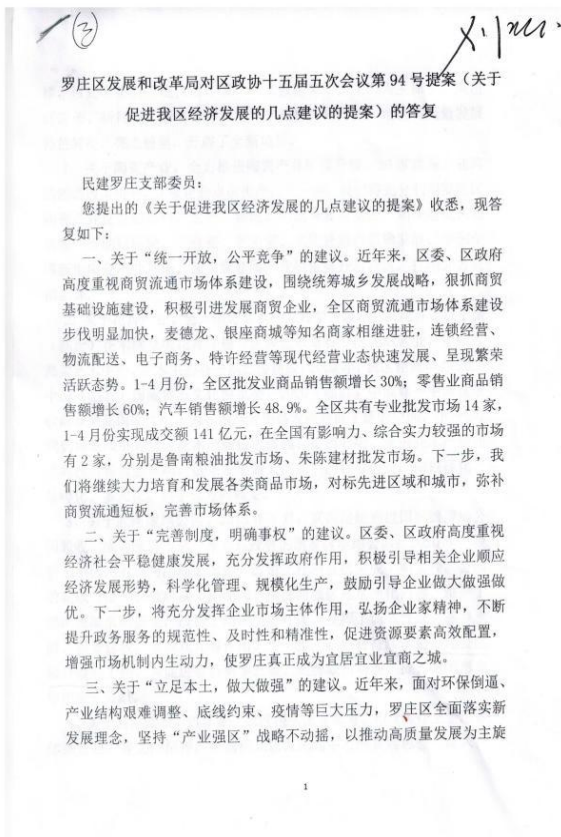 ③
罗庄区发展和改革局对区政协十五届五次会议第 94 号提案（关于
促进我区经济发展的几点建议的提案）的答复
民建罗庄支部委员：
您提出的《关于促进我区经济发展的几点建议的提案》收悉，现答
复如下：
一、关于“统一开放，公平竞争”的建议。近年来，区委、区政府
高度重视商贸流通市场体系建设，围绕统筹城乡发展战略，狠抓商贸
基础设施建设，积极引进发展商贸企业，全区商贸流通市场体系建设
步伐明显加快，麦德龙、银座商城等知名商家相继进驻，连锁经营、
物流配送、电子商务、特许经营等现代经营业态快速发展、呈现繁荣
活跃态势。1-4 月份，全区批发业商品销售额增长 30%；零售业商品销
售额增长 60%；汽车销售额增长 48.9%。全区共有专业批发市场 14 家，
1-4 月份实现成交额 141 亿元，在全国有影响力、综合实力较强的市场
有 2 家，分别是鲁南粮油批发市场、朱陈建材批发市场。下一步，我
们将继续大力培育和发展各类商品市场，对标先进区域和城市，弥补
商贸流通短板，完善市场体系。
二、关于“完善制度，明确事权”的建议。区委、区政府高度重视
经济社会平稳健康发展，充分发挥政府作用，积极引导相关企业顺应
经济发展形势，科学化管理、规模化生产，鼓励引导企业做大做强做
优。下一步，将充分发挥企业市场主体作用，弘扬企业家精神，不断
提升政务服务的规范性、及时性和精准性，促进资源要素高效配置，
增强市场机制内生动力，使罗庄真正成为宜居宜业宜商之城。
三、关于“立足本土，做大做强”的建议。近年来，面对环保倒逼、
产业结构艰难调整、底线约束、疫情等巨大压力，罗庄区全面落实新
发展理念，坚持“产业强区”战略不动摇，以推动高质量发展为主旋
1